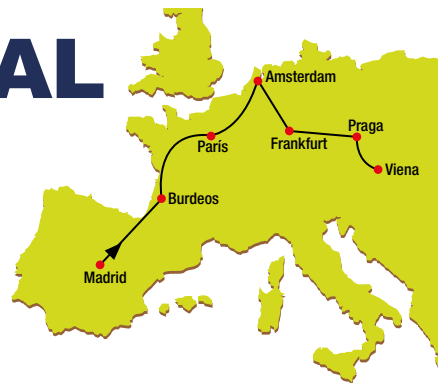 AL
Amsterdam
Praga
París
Frankfurt
Viena
Burdeos
Madrid